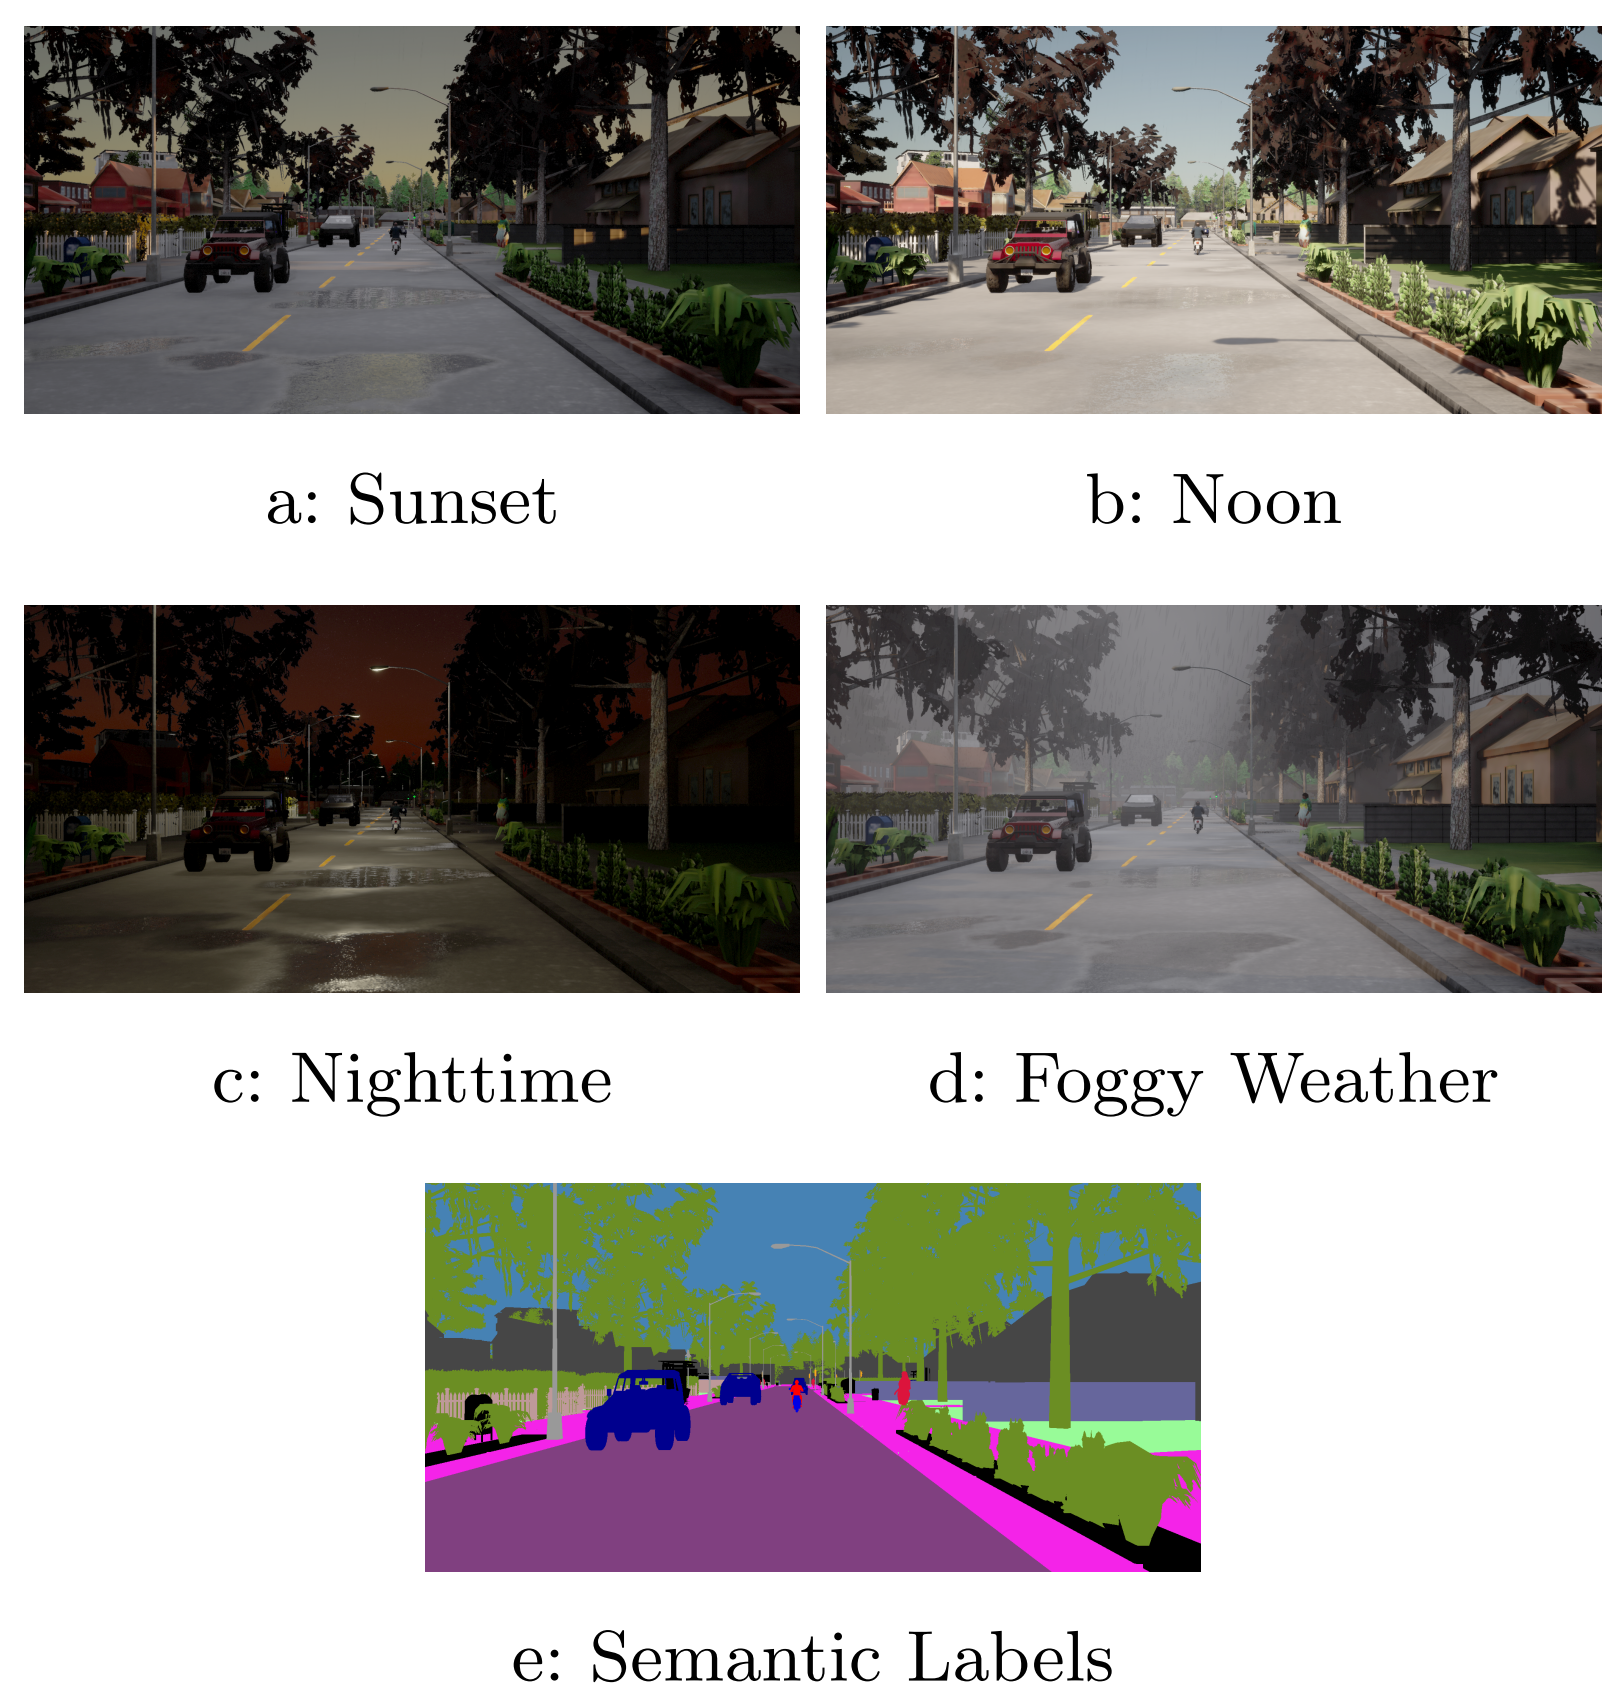 a: Sunset
b: Noon
c: Nighttime
d: Foggy Weather
e: Semantic Labels